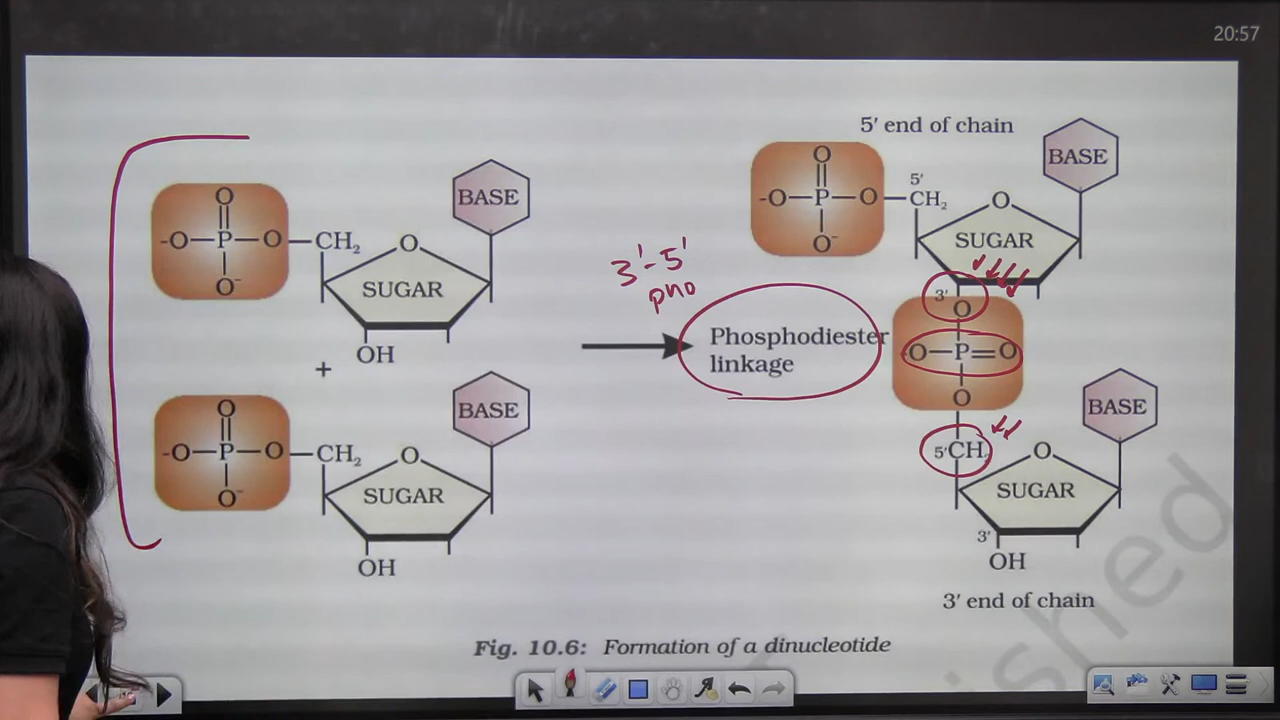 20:57
5' end of chain
O
-O—P—O—CH₂
O⁻
BASE
SUGAR
OH
+
O
-O—P—O—CH₂
O⁻
BASE
SUGAR
OH
3'-5'
pho
Phosphodiester
linkage
O
-O—P—O—
5'
CH₂
O⁻
BASE
O
SUGAR
3'
O
-O—P=O
O
5'CH₂
O
BASE
SUGAR
3'
OH
3' end of chain
Fig. 10.6: Formation of a dinucleotide
ished